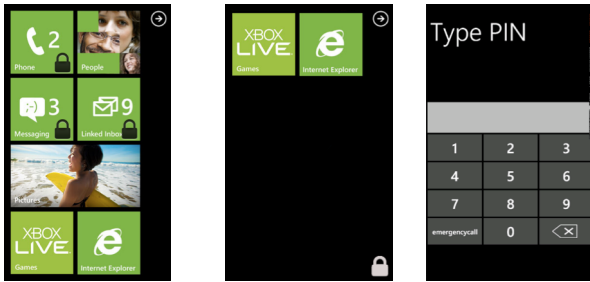 2
Phone
People
3
Messaging
9
Linked Inbox
Pictures
XBOX
LIVE
Games
Internet Explorer
XBOX
LIVE
Games
Internet Explorer
Type PIN
1 2 3
4 5 6
7 8 9
emergencycall 0